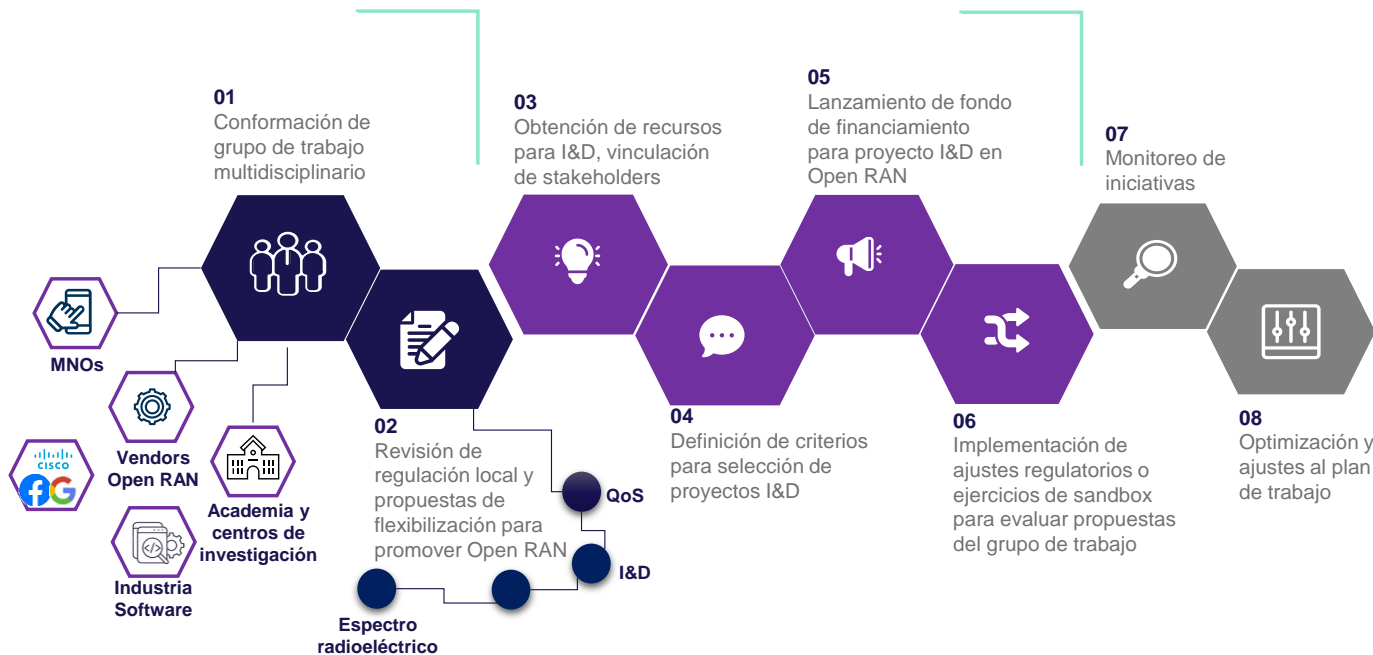 01
Conformación de
grupo de trabajo
multidisciplinario
MNOs
Vendors
Open RAN
CISCO
Academia y
centros de
investigación
Industria
Software
02
Revisión de
regulación local y
propuestas de
flexibilización para
promover Open RAN
QoS
I&D
Espectro
radioeléctrico
03
Obtención de recursos
para I&D, vinculación
de stakeholders
04
Definición de criterios
para selección de
proyectos I&D
05
Lanzamiento de fondo
de financiamiento
para proyecto I&D en
Open RAN
06
Implementación de
ajustes regulatorios o
ejercicios de sandbox
para evaluar propuestas
del grupo de trabajo
07
Monitoreo de
iniciativas
08
Optimización y
ajustes al plan
de trabajo